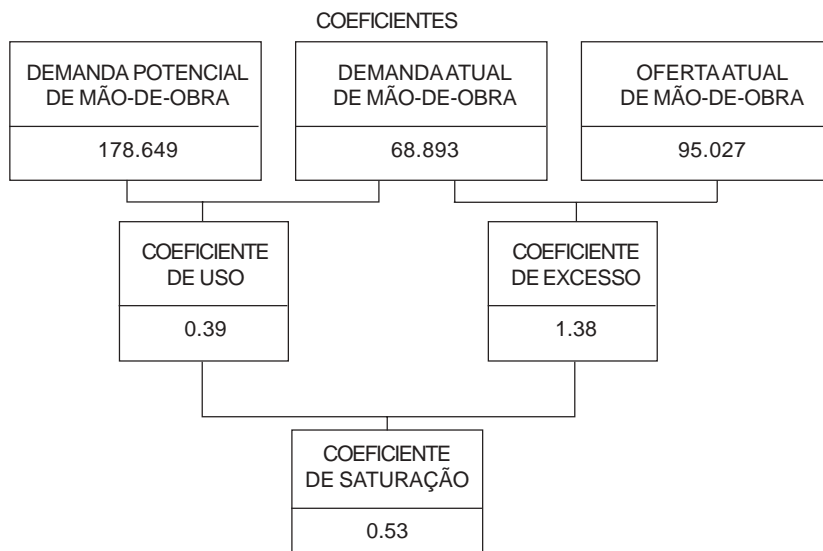 COEFICIENTES
DEMANDA POTENCIAL
DE MÃO-DE-OBRA
178.649
DEMANDA ATUAL
DE MÃO-DE-OBRA
68.893
OFERTA ATUAL
DE MÃO-DE-OBRA
95.027
COEFICIENTE
DE USO
0.39
COEFICIENTE
DE EXCESSO
1.38
COEFICIENTE
DE SATURAÇÃO
0.53